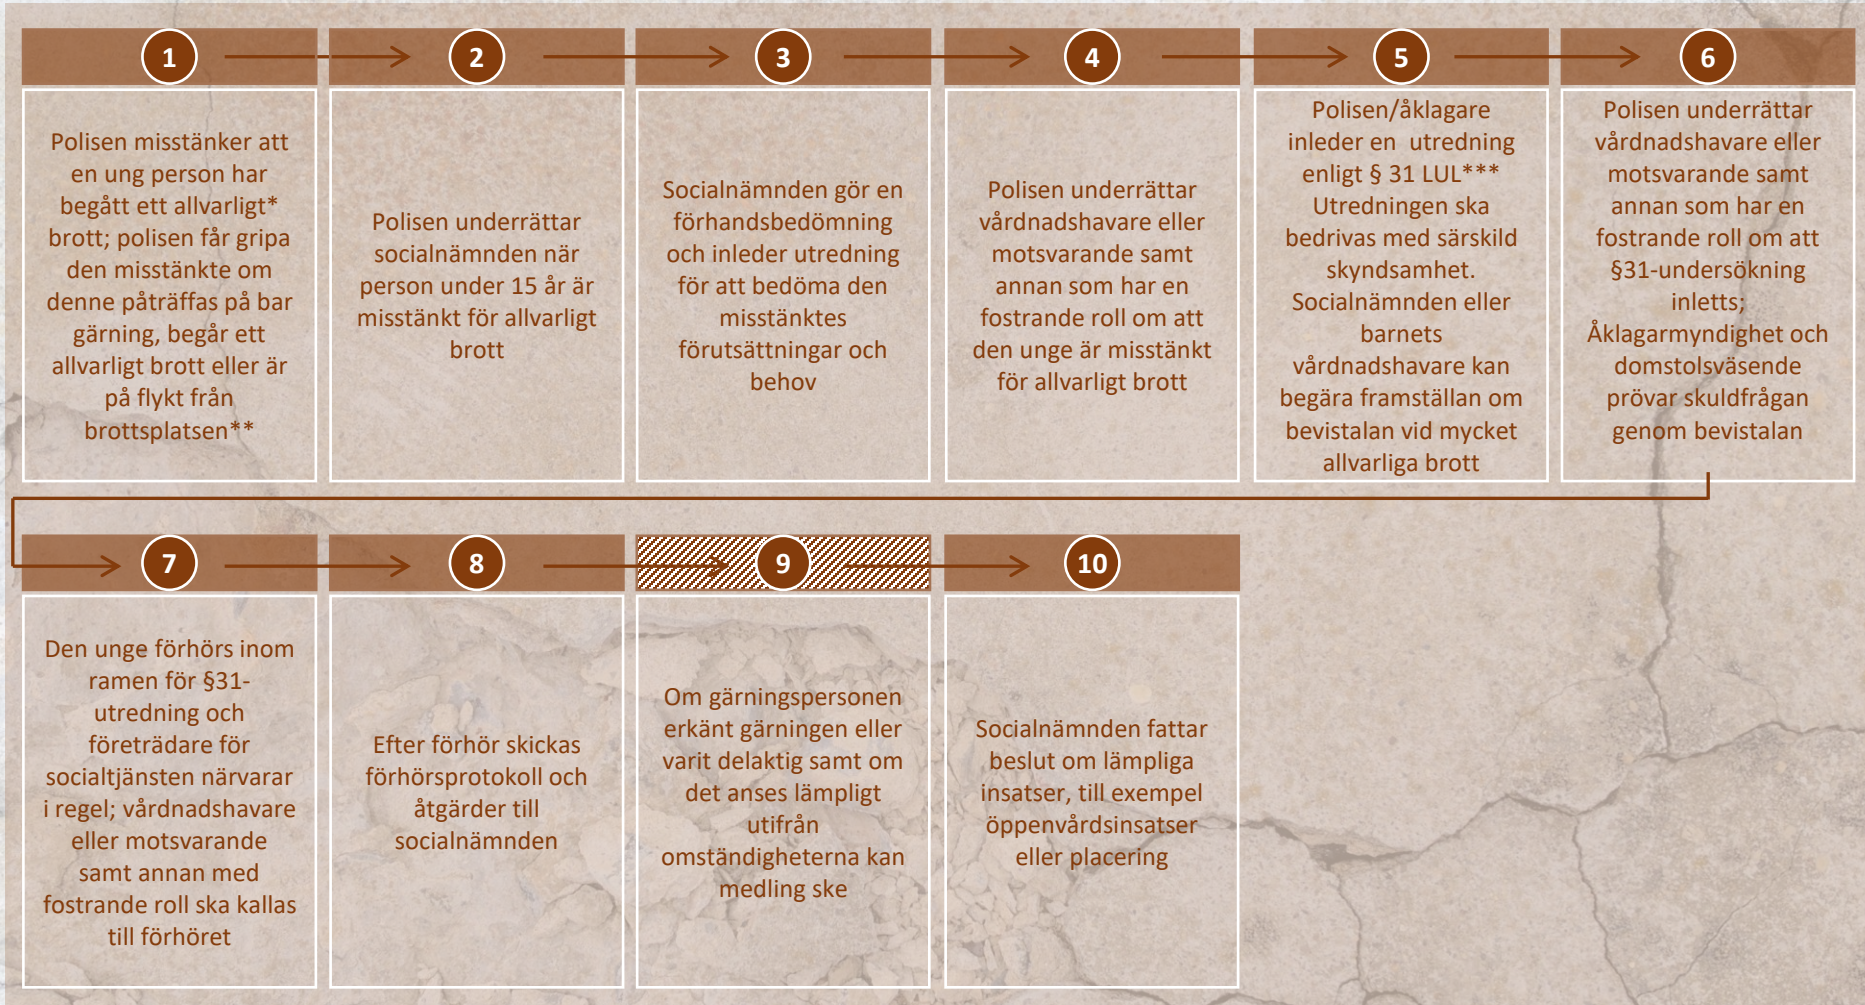 1
Polisen misstänker att
en ung person har
begått ett allvarligt*
brott; polisen får gripa
den misstänkte om
denne påträffas på bar
gärning, begår ett
allvarligt brott eller är
på flykt från
brottsplatsen**
2
Polisen underrättar
socialnämnden när
person under 15 år är
misstänkt för allvarligt
brott
3
Socialnämnden gör en
förhandsbedömning
och inleder utredning
för att bedöma den
misstänktes
förutsättningar och
behov
4
Polisen underrättar
vårdnadshavare eller
motsvarande samt
annan som har en
fostrande roll om att
den unge är misstänkt
för allvarligt brott
5
Polisen/åklagare
inleder en utredning
enligt § 31 LUL***
Utredningen ska
bedrivas med särskild
skyndsamhet.
Socialnämnden eller
barnets
vårdnadshavare kan
begära framställan om
bevistalan vid mycket
allvarliga brott
6
Polisen underrättar
vårdnadshavare eller
motsvarande samt
annan som har en
fostrande roll om att
§31-undersökning
inletts;
Åklagarmyndighet och
domstolsväsende
prövar skuldfrågan
genom bevistalan
7
Den unge förhörs inom
ramen för §31-
utredning och
företrädare för
socialtjänsten närvarar
i regel; vårdnadshavare
eller motsvarande
samt annan med
fostrande roll ska kallas
till förhöret
8
Efter förhör skickas
förhörsprotokoll och
åtgärder till
socialnämnden
9
Om gärningspersonen
erkänt gärningen eller
varit delaktig samt om
det anses lämpligt
utifrån
omständigheterna kan
medling ske
10
Socialnämnden fattar
beslut om lämpliga
insatser, till exempel
öppenvårdsinsatser
eller placering